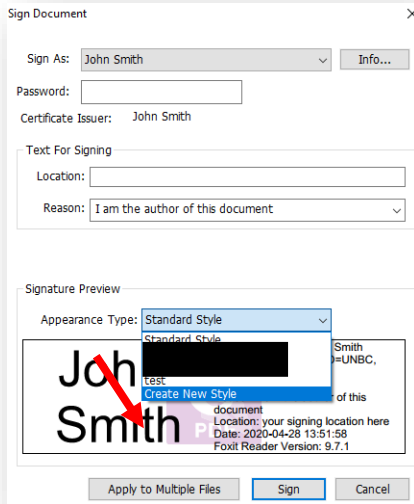 Sign Document
Sign As: John Smith Info...
Password:
Certificate Issuer: John Smith
Text For Signing
Location:
Reason: I am the author of this document
Signature Preview
Appearance Type: Standard Style
Standard Style
test
Create New Style
John
Smith
Smith
=UNBC,
of this
document
Location: your signing location here
Date: 2020-04-28 13:51:58
Foxit Reader Version: 9.7.1
Apply to Multiple Files Sign Cancel